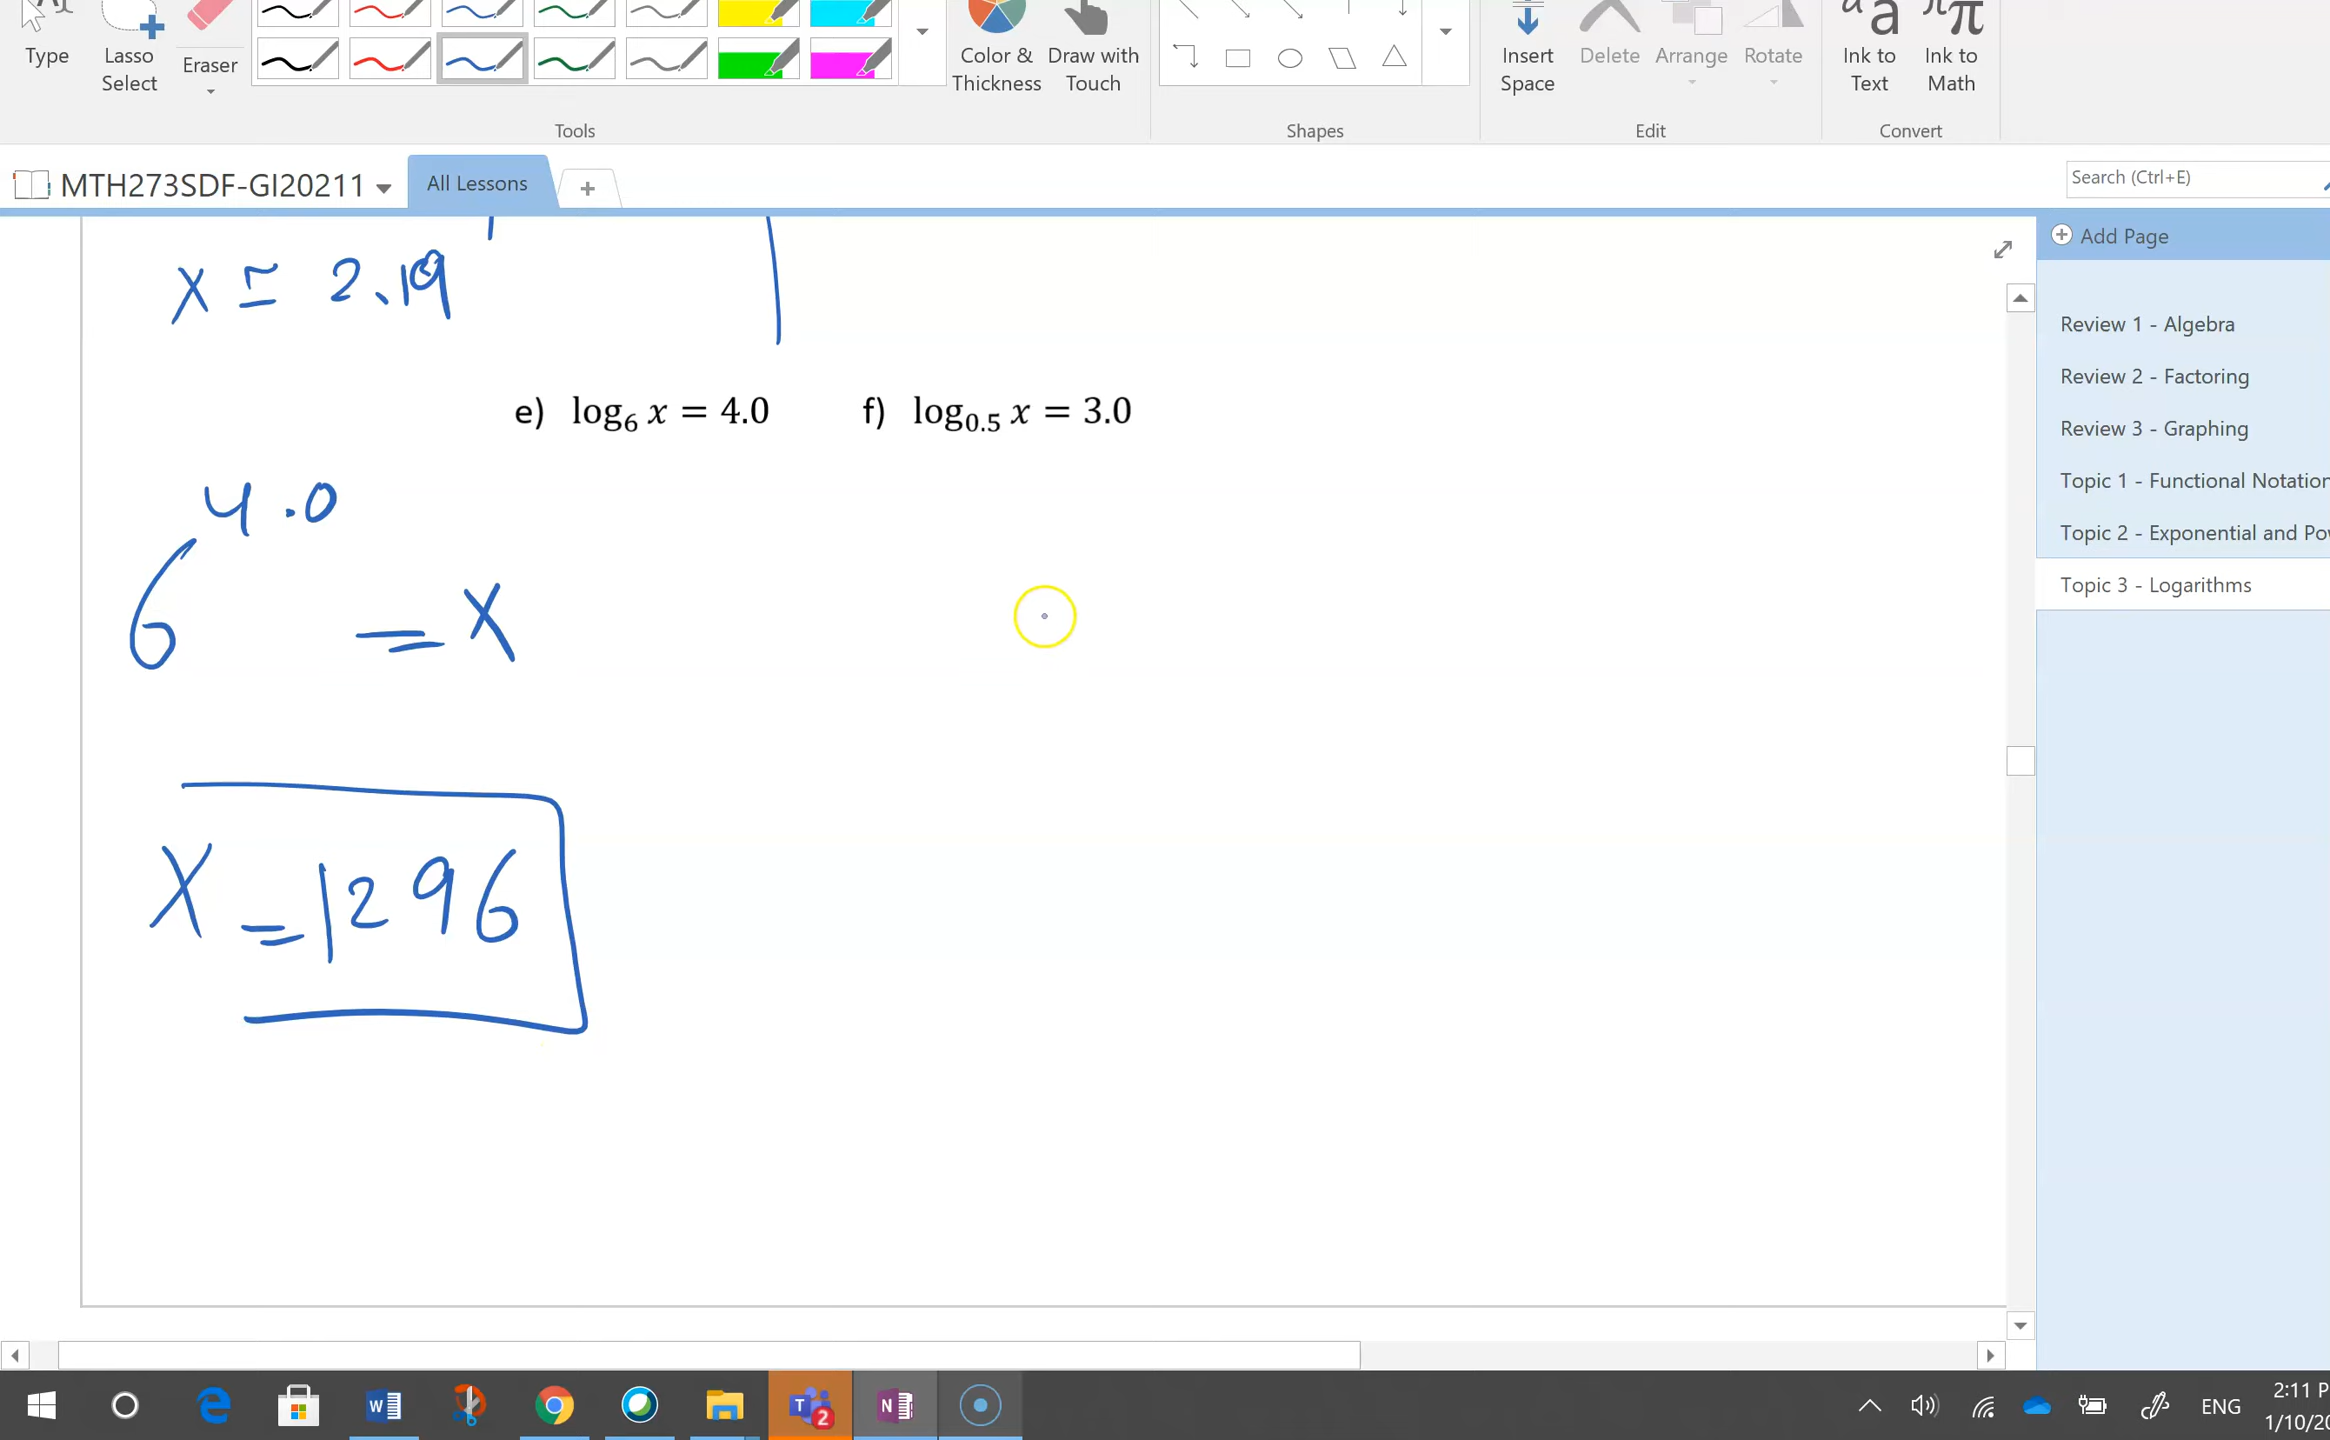 Type
Lasso Select
Eraser
Color & Thickness
Draw with Touch
Insert Space
Delete
Arrange
Rotate
Ink to Text
Ink to Math
Tools
Shapes
Edit
Convert
MTH273SDF-GI20211
All Lessons
Search (Ctrl+E)
Add Page
x ≅ 2.19
Review 1 - Algebra
Review 2 - Factoring
e) log₆ x = 4.0
f) log₀.₅ x = 3.0
Review 3 - Graphing
Topic 1 - Functional Notation
Topic 2 - Exponential and Po
Topic 3 - Logarithms
6^4.0 = x
x = 1296
T 2
N
W
ENG
2:11 P
1/10/20